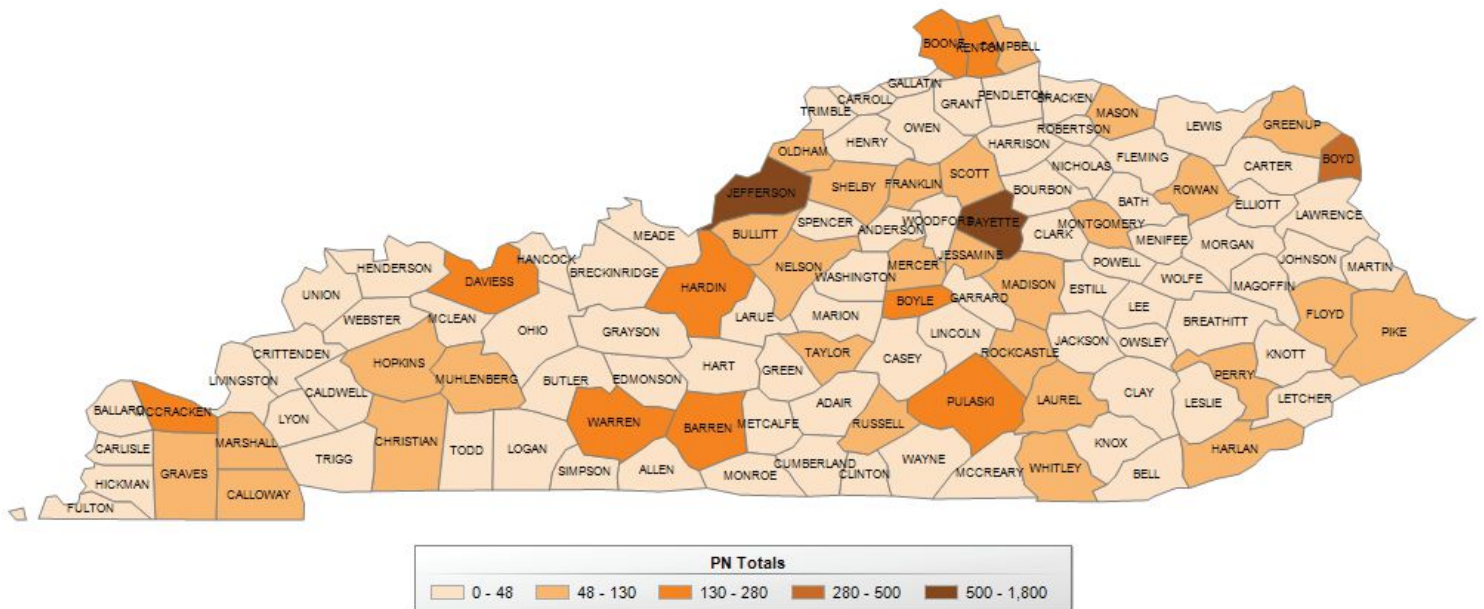 BOONE
KENTON
CAMPBELL
GALLATIN
PENDLETON
BRACKEN
CARROLL
GRANT
TRIMBLE
MASON
OWEN
LEWIS
GREENUP
ROBERTSON
HENRY
HARRISON
OLDHAM
FLEMING
BOYD
NICHOLAS
CARTER
SCOTT
FRANKLIN
SHELBY
JEFFERSON
BOURBON
ROWAN
BATH
ELLIOTT
LAWRENCE
SPENCER
WOODFORD
FAYETTE
MONTGOMERY
BULLITT
ANDERSON
CLARK
MEADE
MENIFEE
MORGAN
JESSAMINE
HANCOCK
JOHNSON
MARTIN
HENDERSON
BRECKINRIDGE
NELSON
MERCER
POWELL
DAVIESS
WASHINGTON
WOLFE
UNION
HARDIN
MADISON
ESTILL
MAGOFFIN
GARRARD
BOYLE
LEE
WEBSTER
MCLEAN
LARUE
MARION
FLOYD
BREATHITT
OHIO
GRAYSON
LINCOLN
PIKE
JACKSON
OWSLEY
CRITTENDEN
TAYLOR
ROCKCASTLE
KNOTT
HOPKINS
HART
CASEY
GREEN
PERRY
LIVINGSTON
MUHLENBERG
BUTLER
EDMONSON
CALDWELL
CLAY
LETCHER
PULASKI
LAUREL
ADAIR
LESLIE
BALLARD
MCCRACKEN
LYON
RUSSELL
METCALFE
WARREN
BARREN
CHRISTIAN
KNOX
CARLISLE
MARSHALL
TODD
LOGAN
HARLAN
TRIGG
WAYNE
CUMBERLAND
WHITLEY
SIMPSON
ALLEN
MONROE
CLINTON
MCCREARY
BELL
GRAVES
HICKMAN
CALLOWAY
FULTON
PN Totals
0 - 48
48 - 130
130 - 280
280 - 500
500 - 1,800